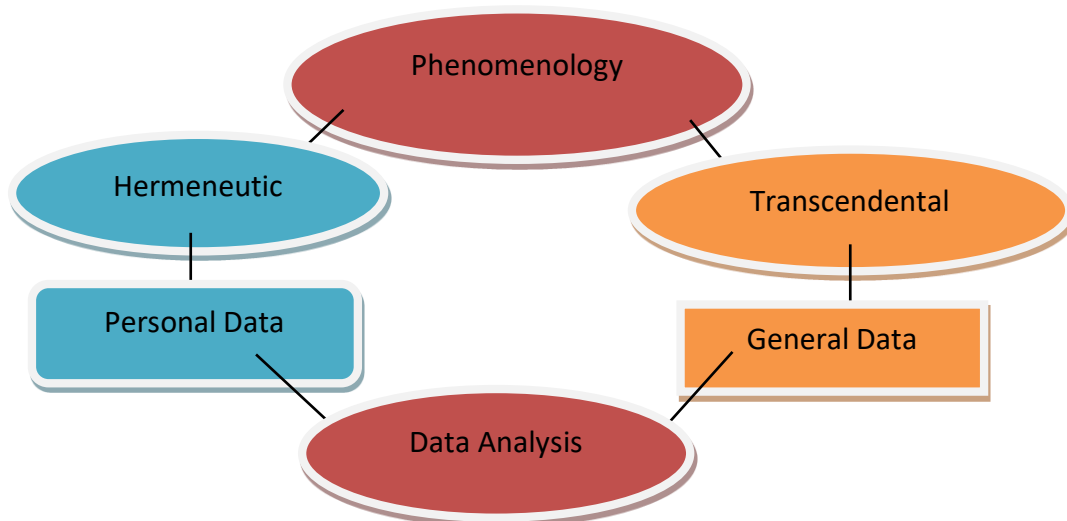 Phenomenology
Hermeneutic
Transcendental
Personal Data
General Data
Data Analysis